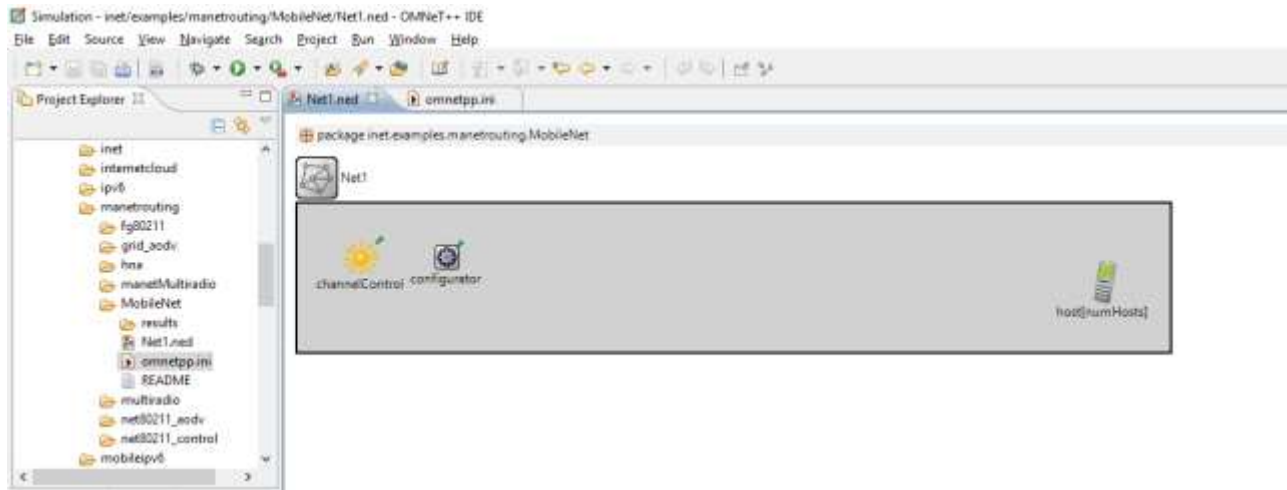 Simulation - inet/examples/manetrouting/MobileNet/Net1.ned - OMNeT++ IDE
File Edit Source View Navigate Search Project Run Window Help
Project Explorer
Net1.ned
omnetpp.ini
package inet.examples.manetrouting.MobileNet
Net1
channelControl
configurator
host[numHosts]
inet
internetcloud
ipv6
manetrouting
fg80211
grid_aodv
hna
manetMultiradio
MobileNet
results
Net1.ned
omnetpp.ini
README
multiradio
net80211_aodv
net80211_control
mobileipv6